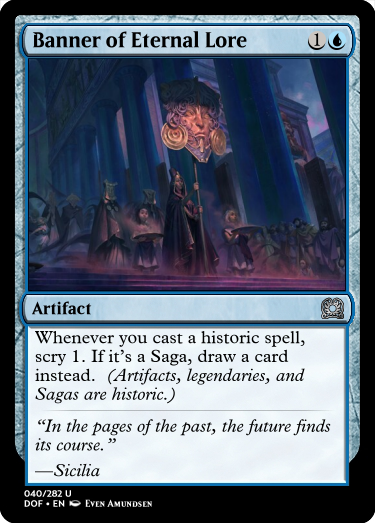 Banner of Eternal Lore 1
Artifact
Whenever you cast a historic spell,
scry 1. If it's a Saga, draw a card
instead. (Artifacts, legendaries, and
Sagas are historic.)
“In the pages of the past, the future finds
its course.”
—Sicilia
040/282 U
DOF • EN Even Amundsen